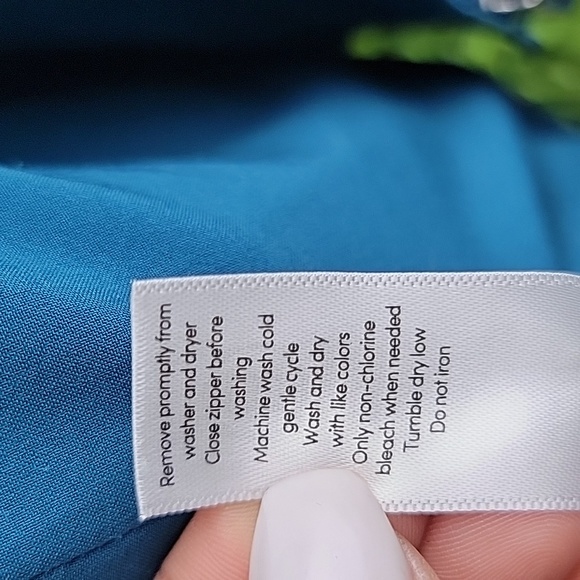 Remove promptly from
washer and dryer
Close zipper before
washing
Machine wash cold
gentle cycle
Wash and dry
with like colors
Only non-chlorine
bleach when needed
Tumble dry low
Do not iron